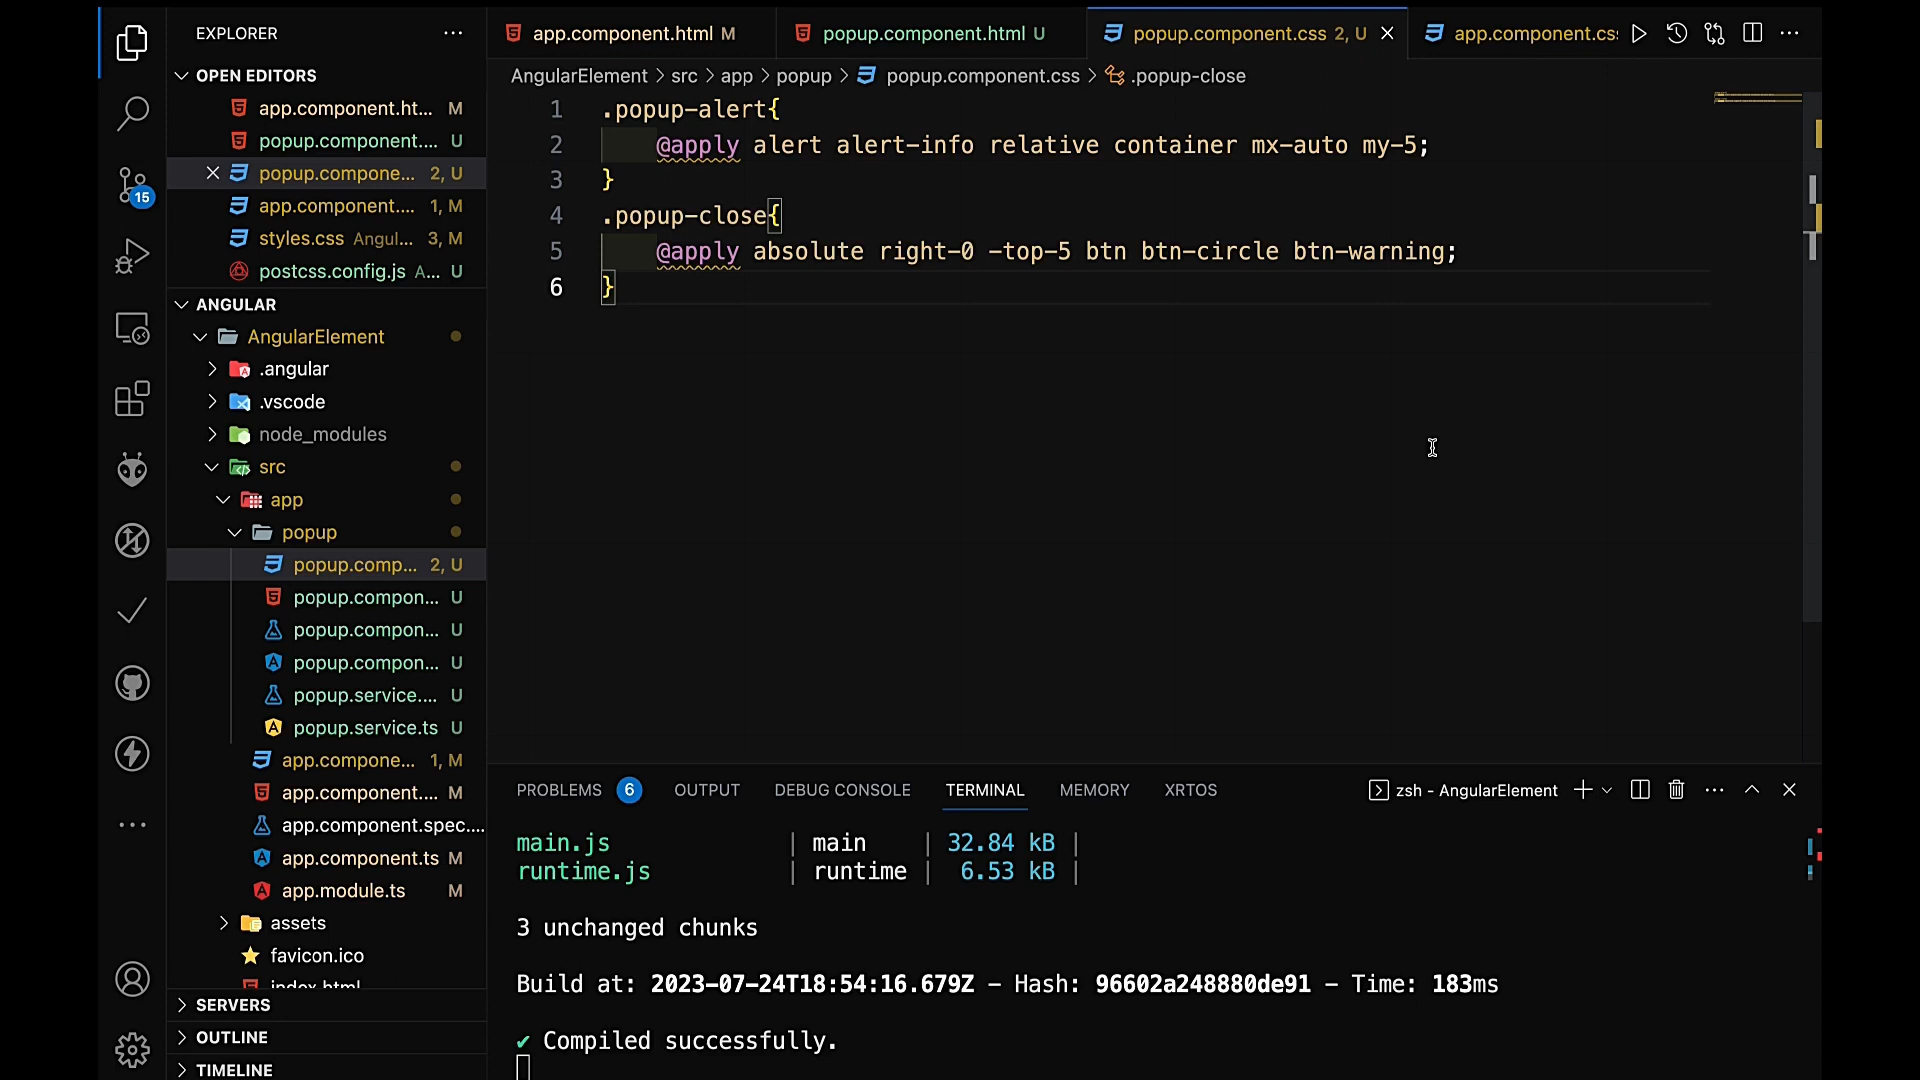 EXPLORER
OPEN EDITORS
app.component.ht... M
popup.component.... U
popup.compone... 2, U
app.component.... 1, M
styles.css Angul... 3, M
postcss.config.js A... U
ANGULAR
AngularElement
.angular
.vscode
node_modules
src
app
popup
popup.comp... 2, U
popup.compon... U
popup.compon... U
popup.compon... U
popup.service.... U
popup.service.ts U
app.compone... 1, M
app.component.... M
app.component.spec....
app.component.ts M
app.module.ts M
assets
favicon.ico
index.html
SERVERS
OUTLINE
TIMELINE
15
app.component.html M
popup.component.html U
popup.component.css 2, U
app.component.cs
AngularElement > src > app > popup > popup.component.css > .popup-close
1 .popup-alert{
2 @apply alert alert-info relative container mx-auto my-5;
3 }
4 .popup-close{
5 @apply absolute right-0 -top-5 btn btn-circle btn-warning;
6 }
PROBLEMS 6 OUTPUT DEBUG CONSOLE TERMINAL MEMORY XRTOS
zsh - AngularElement
main.js | main | 32.84 kB |
runtime.js | runtime | 6.53 kB |
3 unchanged chunks
Build at: 2023-07-24T18:54:16.679Z - Hash: 96602a248880de91 - Time: 183ms
✔ Compiled successfully.